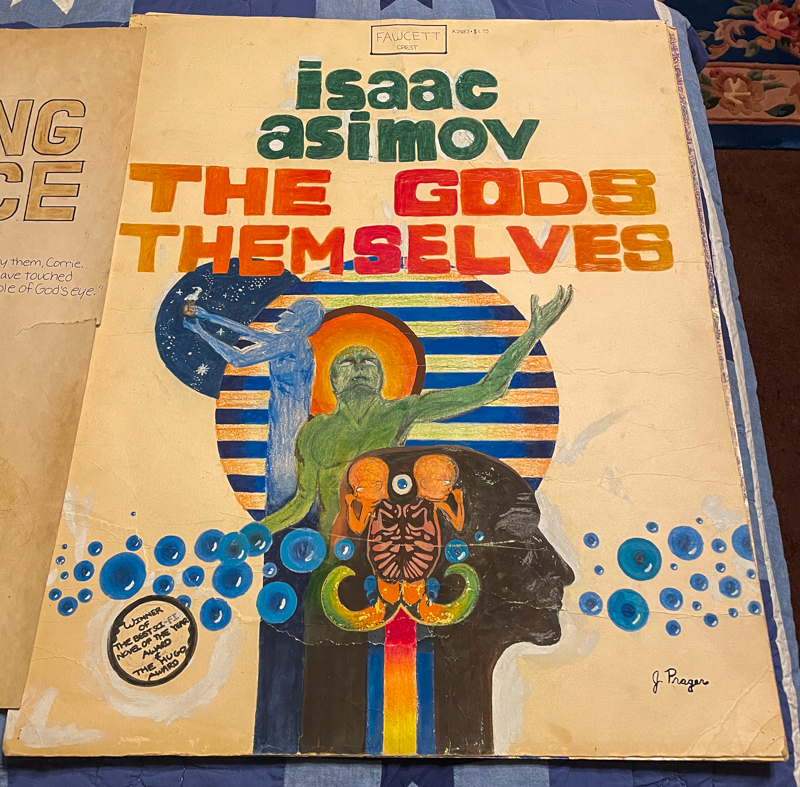 FAWCETT
CREST
X2883•$1.75
isaac
asimov
THE GODS
THEMSELVES
NG
CE
y them, Corrie.
ave touched
ple of God's eye."
WINNER
OF
THE BEST SCI-FI
NOVEL OF THE YEAR
AWARD
&
THE HUGO
AWARD
J. Prager